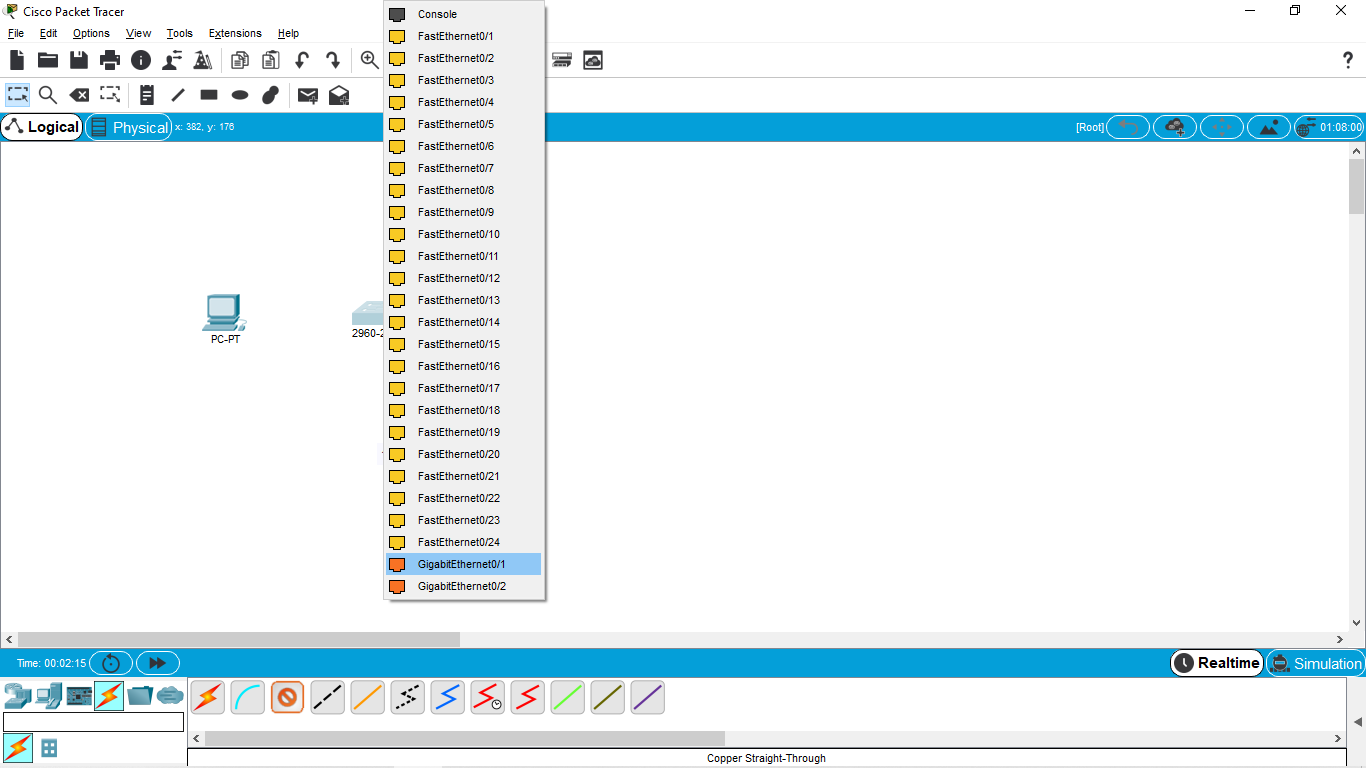 Cisco Packet Tracer
File Edit Options View Tools Extensions Help
?
Logical Physical x: 382, y: 176 [Root] 01:08:00
Console
FastEthernet0/1
FastEthernet0/2
FastEthernet0/3
FastEthernet0/4
FastEthernet0/5
FastEthernet0/6
FastEthernet0/7
FastEthernet0/8
FastEthernet0/9
FastEthernet0/10
FastEthernet0/11
FastEthernet0/12
FastEthernet0/13
FastEthernet0/14
FastEthernet0/15
FastEthernet0/16
FastEthernet0/17
FastEthernet0/18
FastEthernet0/19
FastEthernet0/20
FastEthernet0/21
FastEthernet0/22
FastEthernet0/23
FastEthernet0/24
GigabitEthernet0/1
GigabitEthernet0/2
PC-PT
2960-2
Time: 00:02:15 Realtime Simulation
Copper Straight-Through